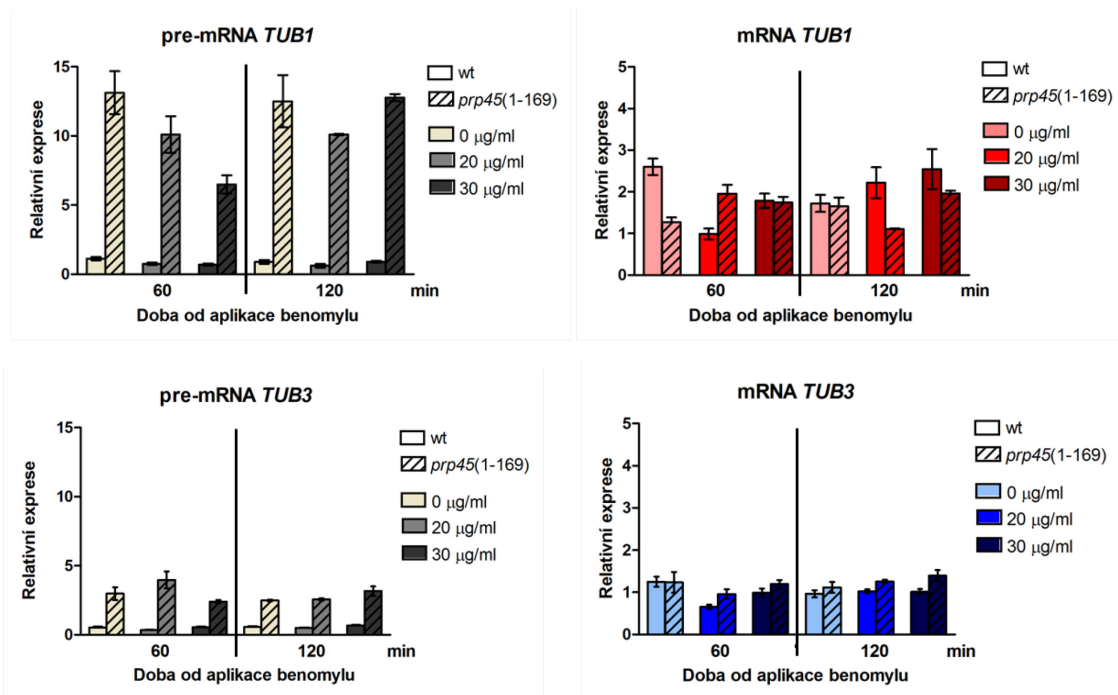 pre-mRNA TUB1
Relativní exprese
15
10
5
0
60
120
min
Doba od aplikace benomylu
wt
prp45(1-169)
0 µg/ml
20 µg/ml
30 µg/ml
mRNA TUB1
Relativní exprese
5
4
3
2
1
0
60
120
min
Doba od aplikace benomylu
wt
prp45(1-169)
0 µg/ml
20 µg/ml
30 µg/ml
pre-mRNA TUB3
Relativní exprese
15
10
5
0
60
120
min
Doba od aplikace benomylu
wt
prp45(1-169)
0 µg/ml
20 µg/ml
30 µg/ml
mRNA TUB3
Relativní exprese
5
4
3
2
1
0
60
120
min
Doba od aplikace benomylu
wt
prp45(1-169)
0 µg/ml
20 µg/ml
30 µg/ml